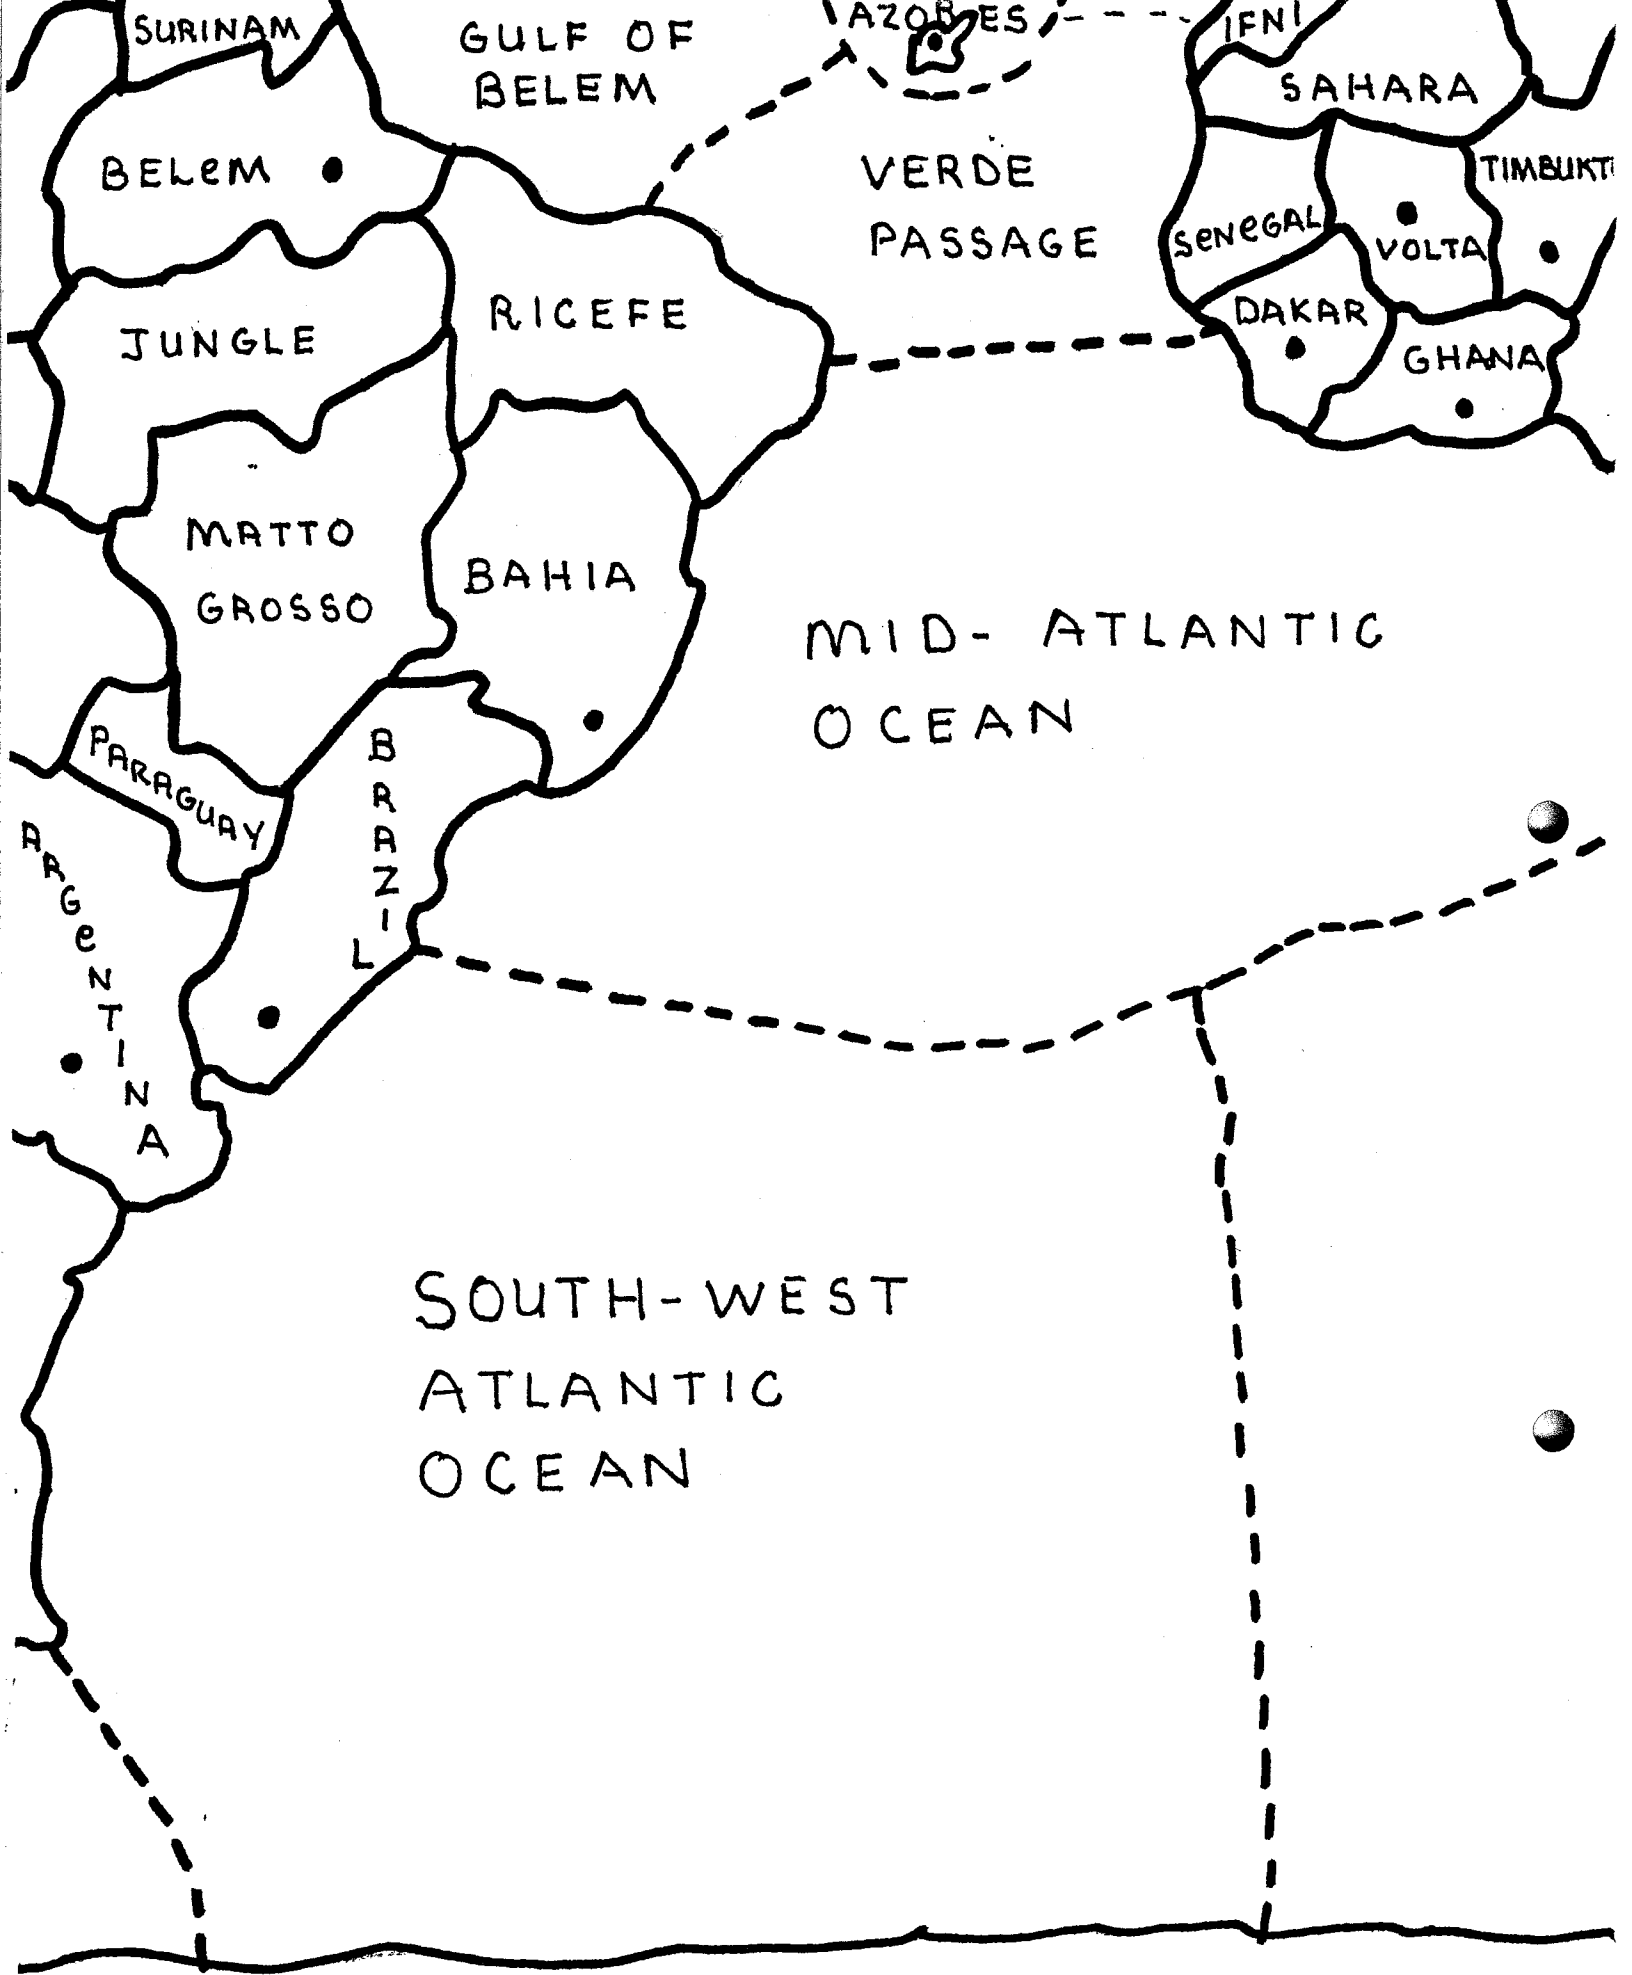 SURINAM
GULF OF
BELEM
AZORES
IFNI
SAHARA
BELeM
VERDE
PASSAGE
SeNeGAL
VOLTA
TIMBUKT
JUNGLE
RICEFE
DAKAR
GHANA
MATTO
GROSSO
BAHIA
MID- ATLANTIC
OCEAN
PARAGUAY
BRAZIL
ARGeNTINA
SOUTH-WEST
ATLANTIC
OCEAN